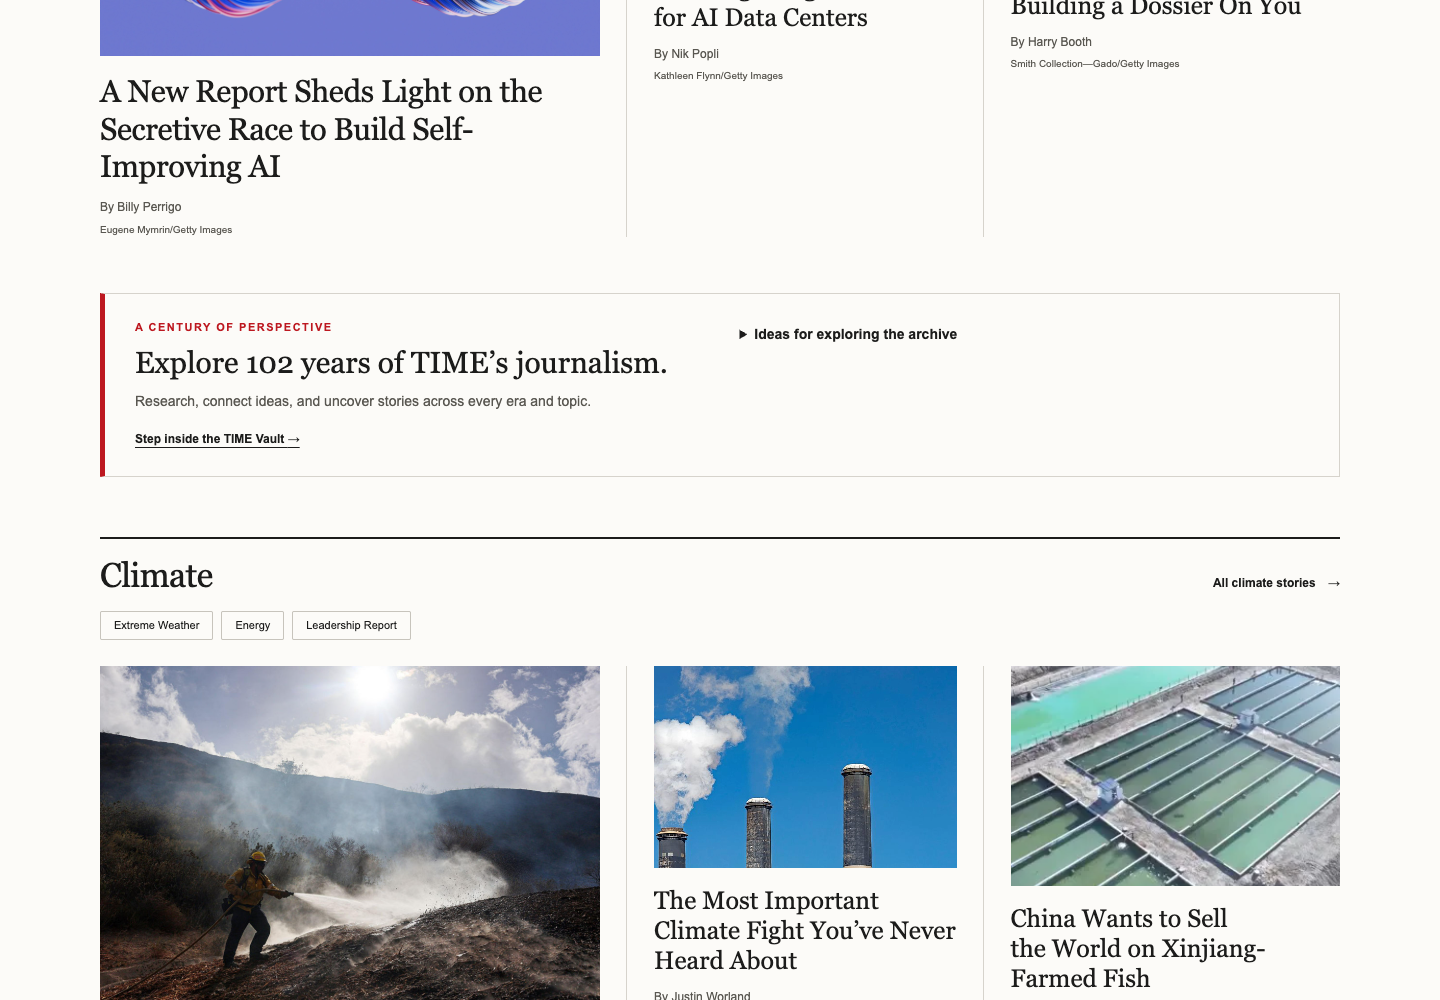 A New Report Sheds Light on the
Secretive Race to Build Self-
Improving AI
By Billy Perrigo
Eugene Mymrin/Getty Images
for AI Data Centers
By Nik Popli
Kathleen Flynn/Getty Images
Building a Dossier On You
By Harry Booth
Smith Collection—Gado/Getty Images
A CENTURY OF PERSPECTIVE
Explore 102 years of TIME’s journalism.
Research, connect ideas, and uncover stories across every era and topic.
Step inside the TIME Vault →
▶ Ideas for exploring the archive
Climate
All climate stories →
Extreme Weather
Energy
Leadership Report
The Most Important
Climate Fight You’ve Never
Heard About
By Justin Worland
China Wants to Sell
the World on Xinjiang-
Farmed Fish